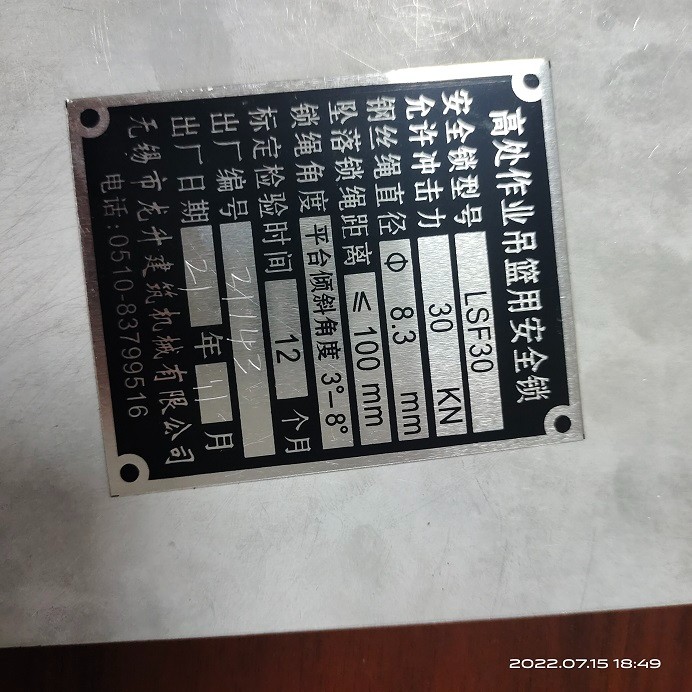 高处作业吊篮用安全锁
安全锁型号 LSF30
允许冲击力 30 KN
钢丝绳直径 Φ 8.3 mm
坠落锁绳距离 ≤100 mm
锁绳角度 平台倾斜角度 3°–8°
标定检验时间 12 个月
出厂编号
出厂日期 21 年 11 月
无锡市虎升建筑机械有限公司
电话:0510-83799516
2022.07.15 18:49